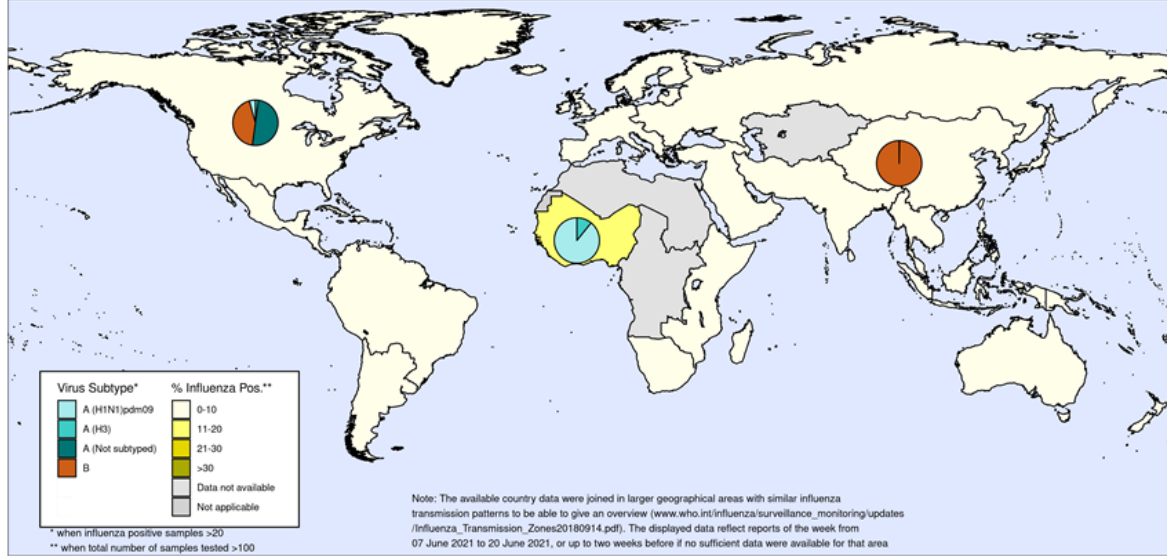 Virus Subtype*
A (H1N1)pdm09
A (H3)
A (Not subtyped)
B
% Influenza Pos.**
0-10
11-20
21-30
>30
Data not available
Not applicable
* when influenza positive samples >20
** when total number of samples tested >100
Note: The available country data were joined in larger geographical areas with similar influenza
transmission patterns to be able to give an overview (www.who.int/influenza/surveillance_monitoring/updates
/Influenza_Transmission_Zones20180914.pdf). The displayed data reflect reports of the week from
07 June 2021 to 20 June 2021, or up to two weeks before if no sufficient data were available for that area